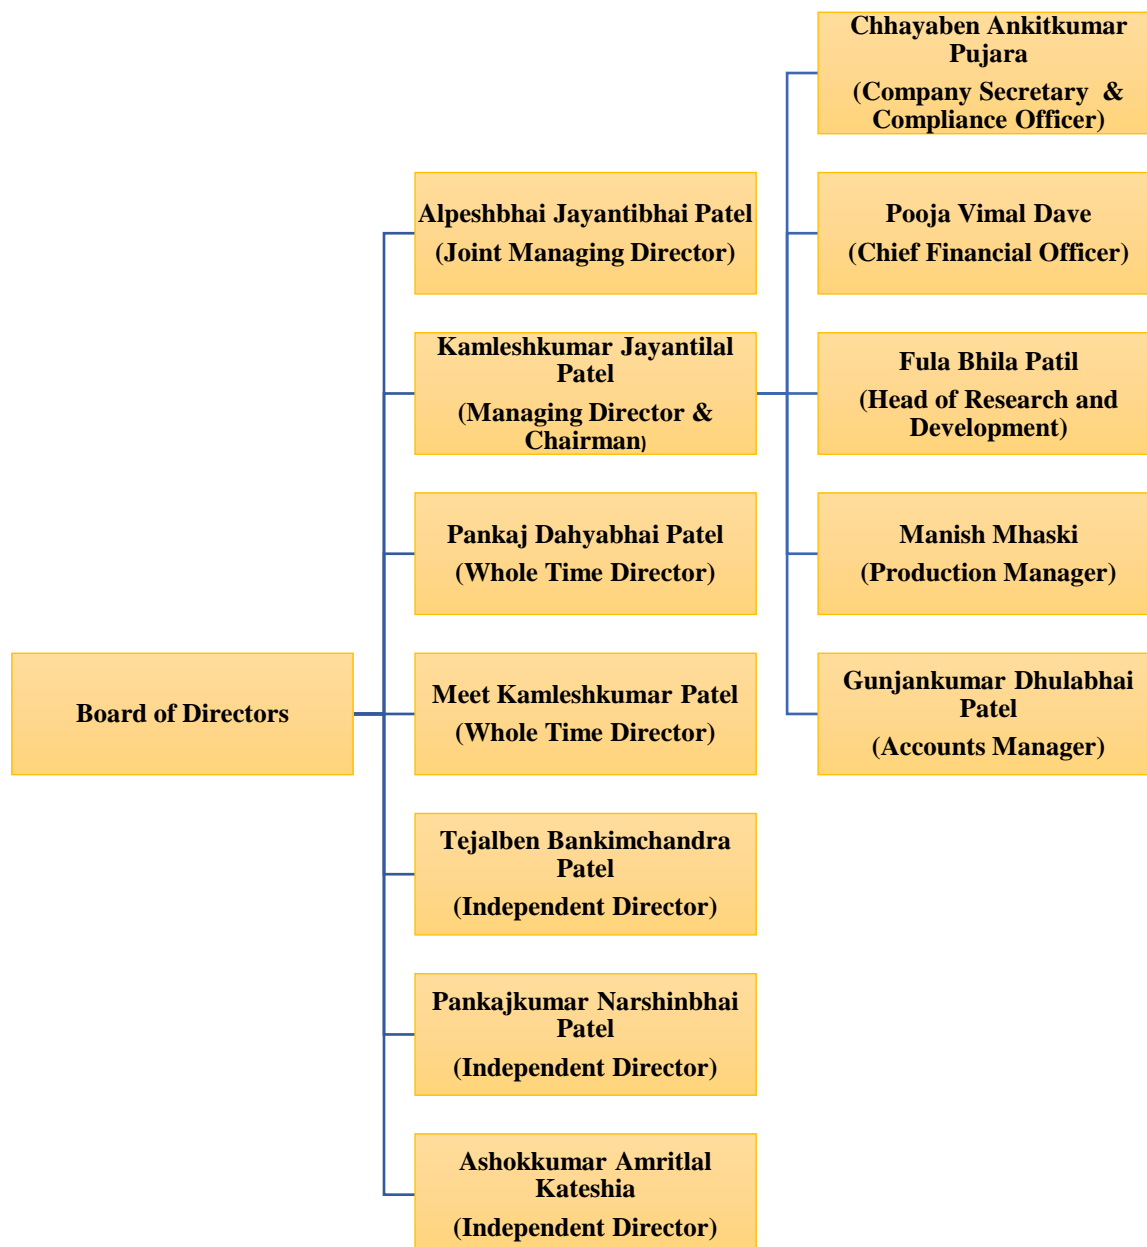 Board of Directors
Alpeshbhai Jayantibhai Patel
(Joint Managing Director)
Kamleshkumar Jayantilal
Patel
(Managing Director &
Chairman)
Pankaj Dahyabhai Patel
(Whole Time Director)
Meet Kamleshkumar Patel
(Whole Time Director)
Tejalben Bankimchandra
Patel
(Independent Director)
Pankajkumar Narshinbhai
Patel
(Independent Director)
Ashokkumar Amritlal
Kateshia
(Independent Director)
Chhayaben Ankitkumar
Pujara
(Company Secretary &
Compliance Officer)
Pooja Vimal Dave
(Chief Financial Officer)
Fula Bhila Patil
(Head of Research and
Development)
Manish Mhaski
(Production Manager)
Gunjankumar Dhulabhai
Patel
(Accounts Manager)